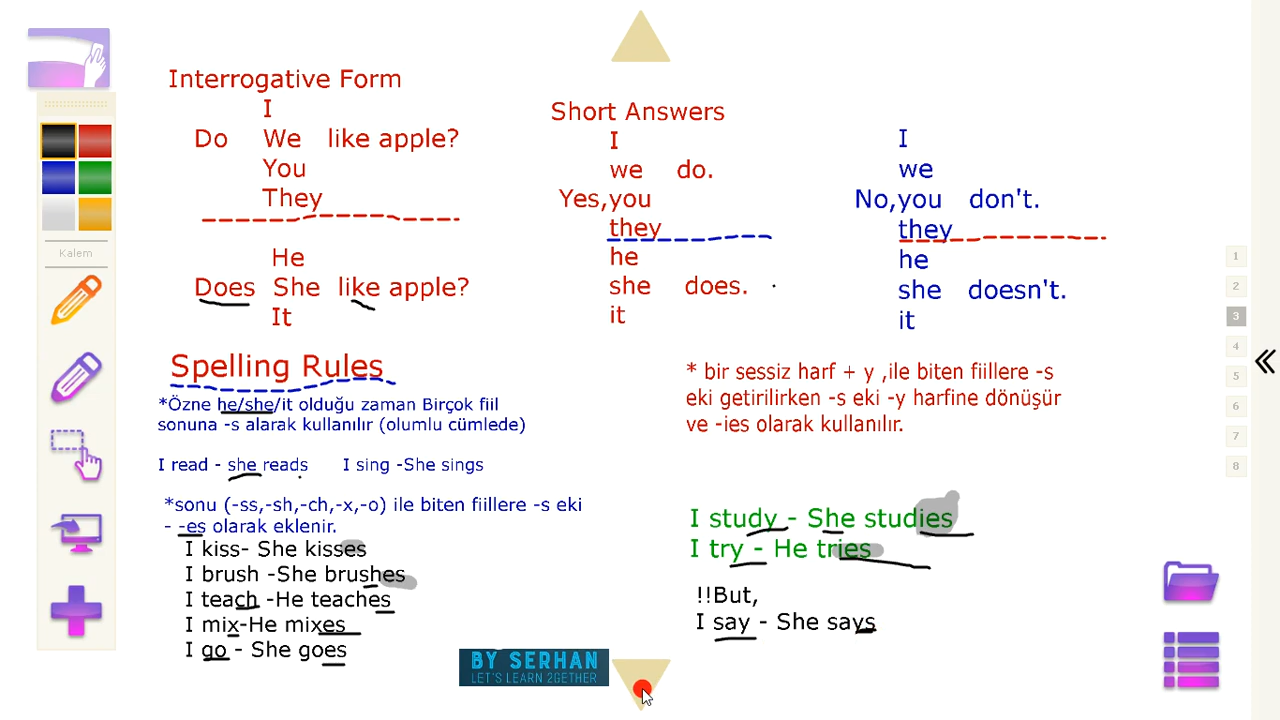 Interrogative Form
I
Do We like apple?
You
They
He
Does She like apple?
It
Short Answers
I
we do.
Yes,you
they
he
she does.
it
I
we
No,you don't.
they
he
she doesn't.
it
Spelling Rules
*Özne he/she/it olduğu zaman Birçok fiil
sonuna -s alarak kullanılır (olumlu cümlede)
I read - she reads I sing -She sings
*sonu (-ss,-sh,-ch,-x,-o) ile biten fiillere -s eki
- -es olarak eklenir.
I kiss- She kisses
I brush -She brushes
I teach -He teaches
I mix-He mixes
I go - She goes
* bir sessiz harf + y ,ile biten fiillere -s
eki getirilirken -s eki -y harfine dönüşür
ve -ies olarak kullanılır.
I study - She studies
I try - He tries
!!But,
I say - She says
BY SERHAN
LET'S LEARN 2GETHER
Kalem
1
2
3
4
5
6
7
8